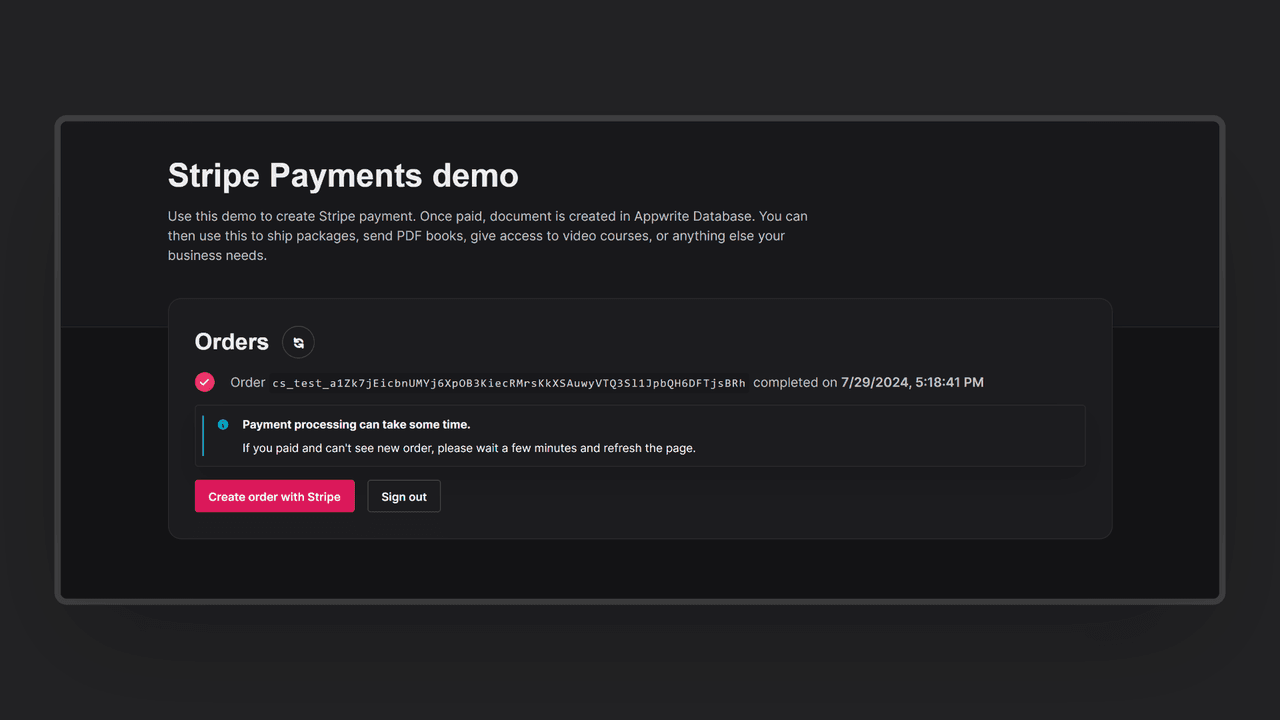 Stripe Payments demo
Use this demo to create Stripe payment. Once paid, document is created in Appwrite Database. You can
then use this to ship packages, send PDF books, give access to video courses, or anything else your
business needs.
Orders
Order cs_test_a1Zk7jEicbnUMYj6XpOB3KiecRMrsKkXSAuwyVTQ3Sl1JpbQH6DFTjsBRh completed on 7/29/2024, 5:18:41 PM
Payment processing can take some time.
If you paid and can't see new order, please wait a few minutes and refresh the page.
Create order with Stripe
Sign out